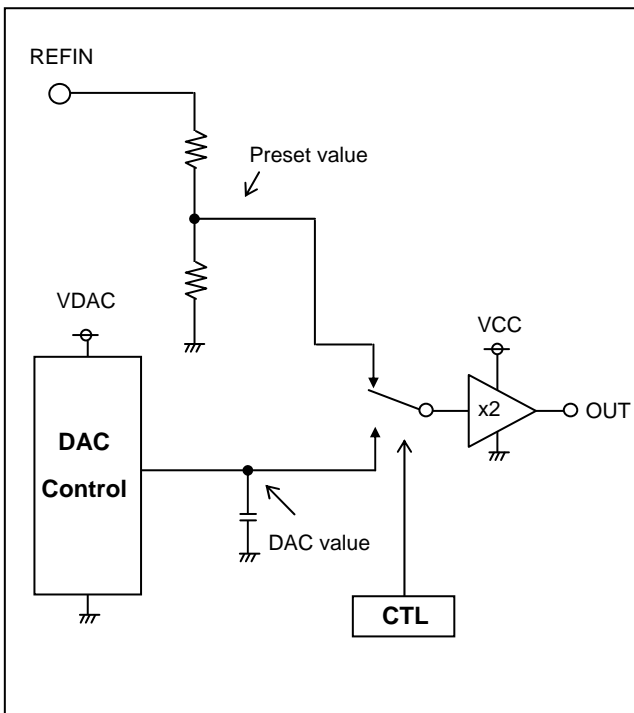 REFIN
Preset value
VDAC
VCC
x2
OUT
DAC
Control
DAC value
CTL